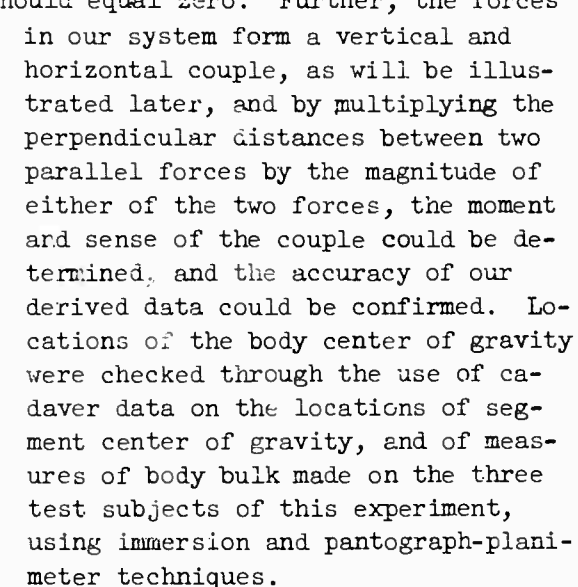 should equal zero. Further, the forces
in our system form a vertical and
horizontal couple, as will be illus-
trated later, and by multiplying the
perpendicular distances between two
parallel forces by the magnitude of
either of the two forces, the moment
and sense of the couple could be de-
termined, and the accuracy of our
derived data could be confirmed. Lo-
cations of the body center of gravity
were checked through the use of ca-
daver data on the locations of seg-
ment center of gravity, and of meas-
ures of body bulk made on the three
test subjects of this experiment,
using immersion and pantograph-plani-
meter techniques.